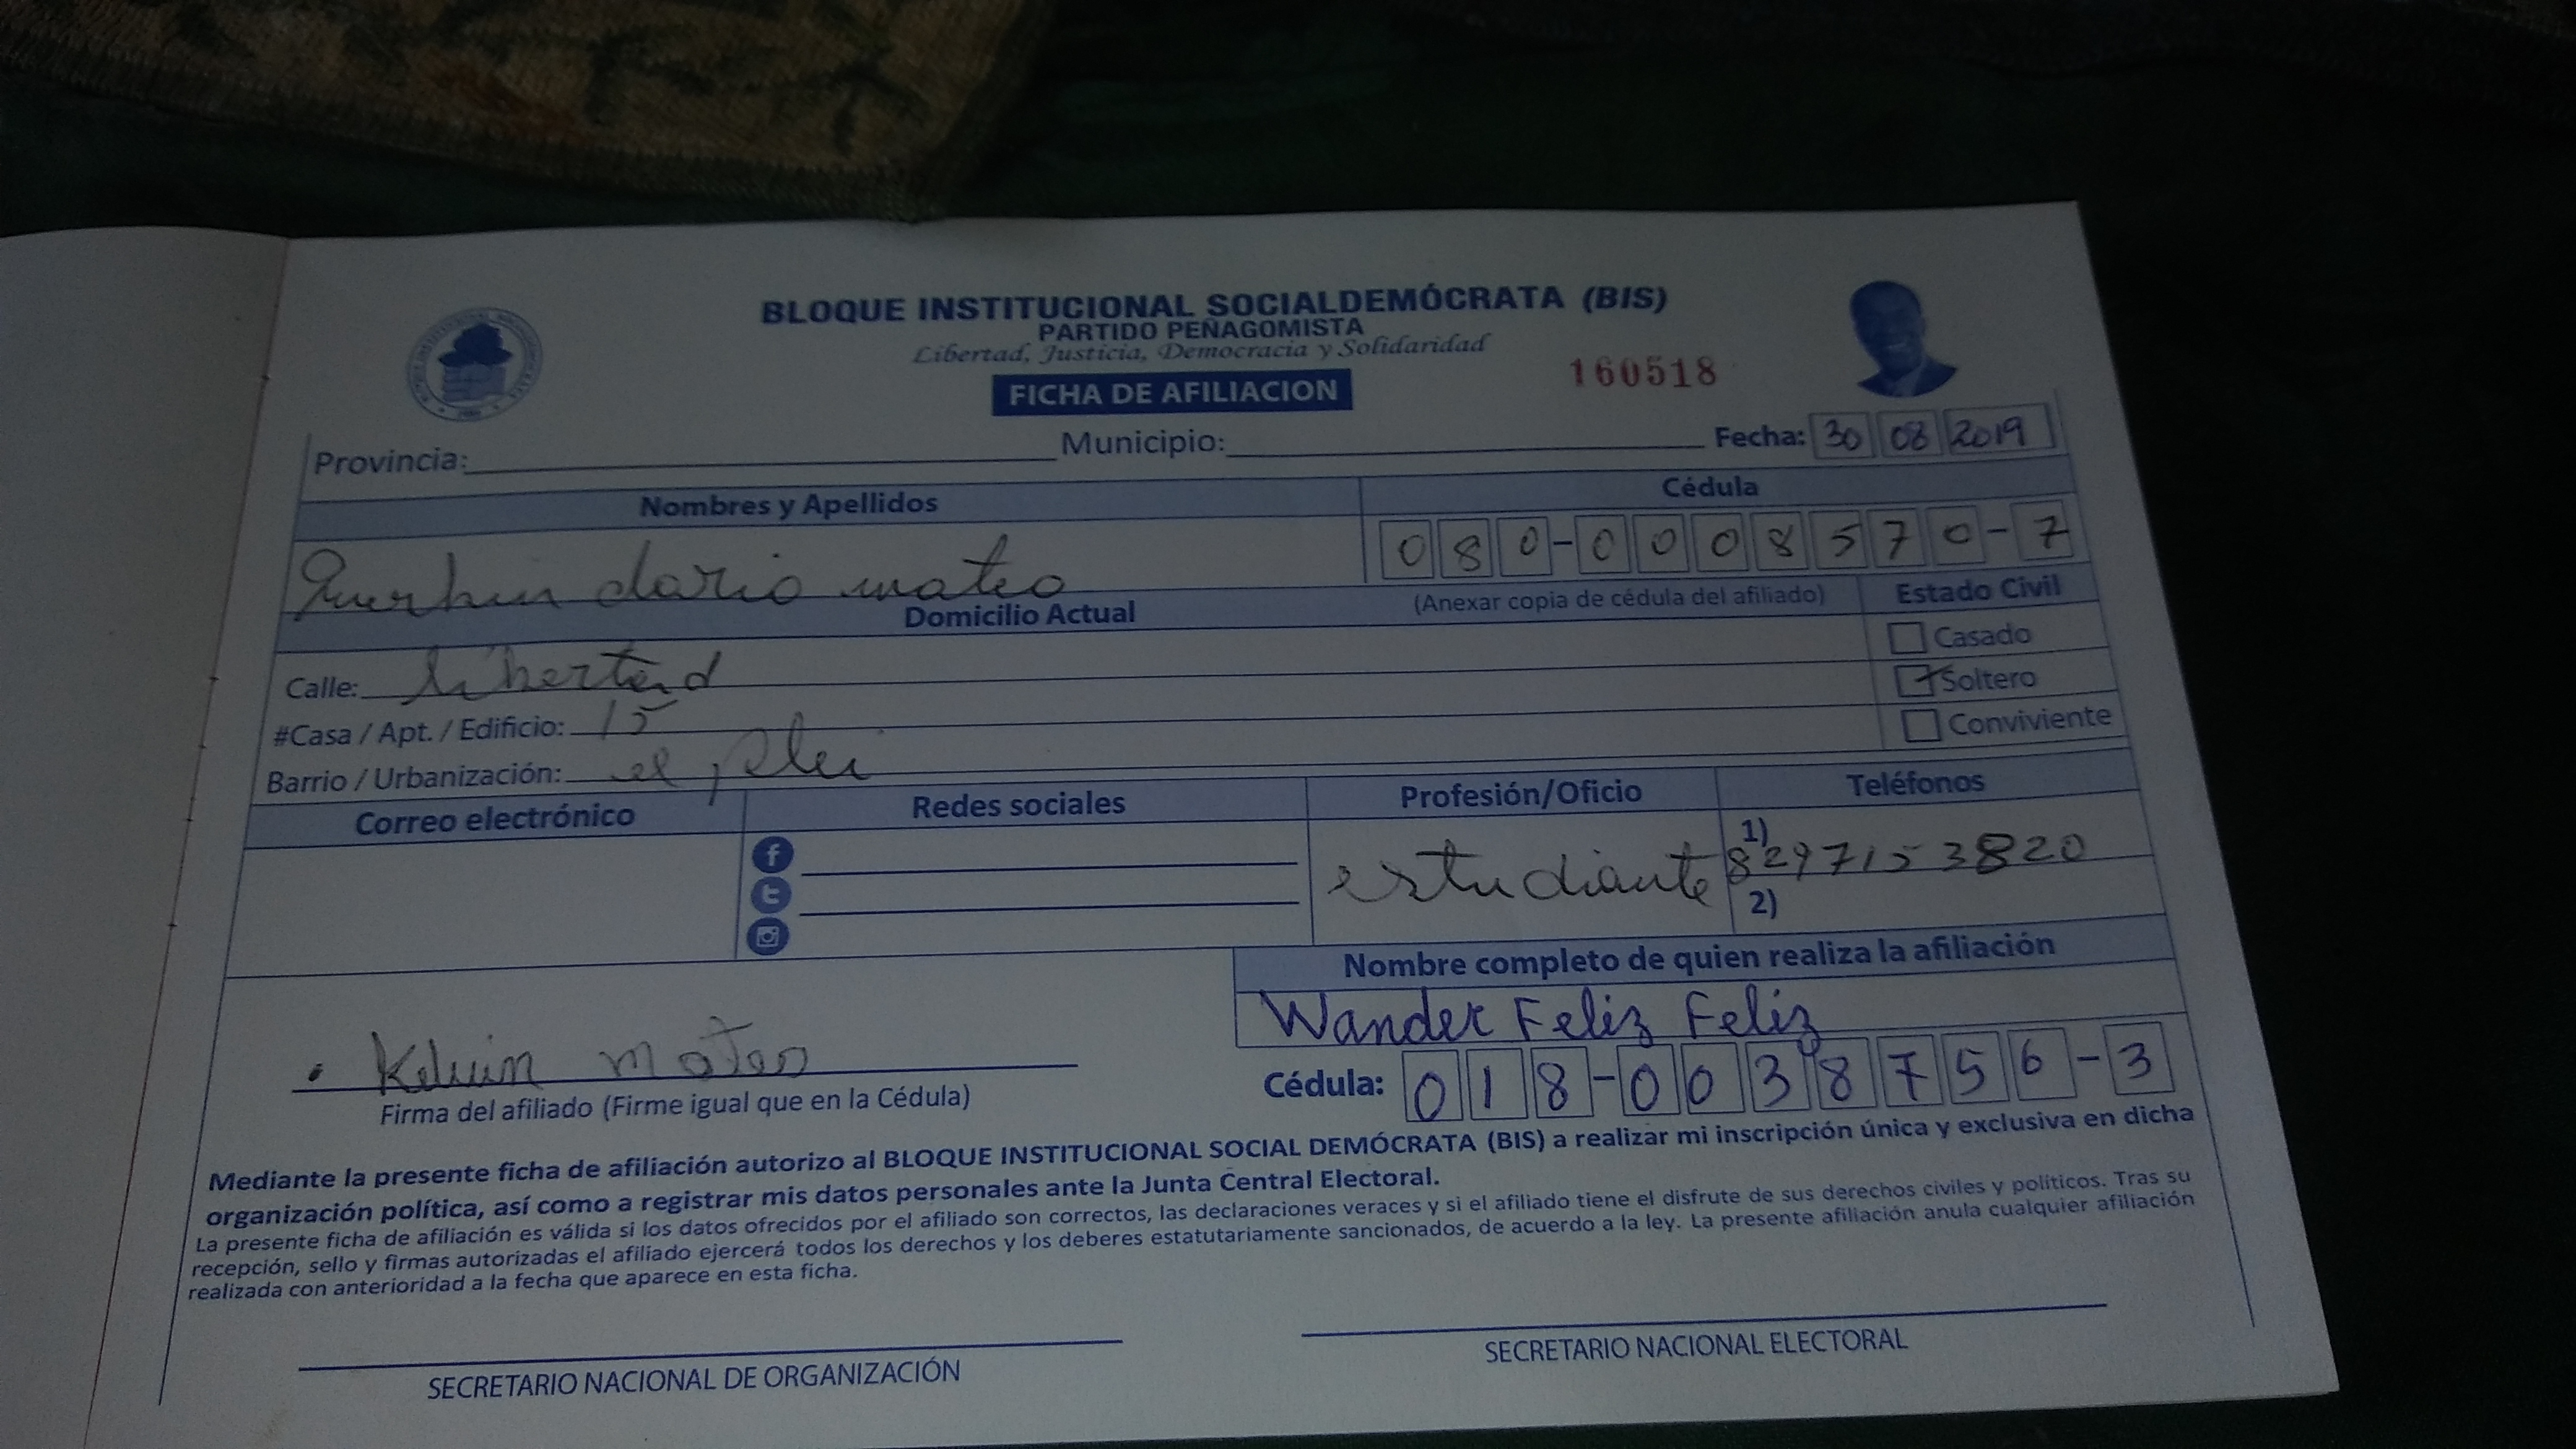 BLOQUE INSTITUCIONAL SOCIALDEMÓCRATA (BIS)
PARTIDO PEÑAGOMISTA
Libertad, Justicia, Democracia y Solidaridad
FICHA DE AFILIACION
160518
Provincia: Municipio: Fecha: 30 08 2019
Nombres y Apellidos Cédula
dario mateo 080-0008570-7
Domicilio Actual (Anexar copia de cédula del afiliado) Estado Civil
Casado
Calle: libertad
Soltero
#Casa / Apt. / Edificio: 15
Conviviente
Barrio / Urbanización: el plei
Correo electrónico Redes sociales Profesión/Oficio Teléfonos
estudiante 1) 8297153820
2)
Nombre completo de quien realiza la afiliación
Wander Feliz Feliz
Kelvin mateo
Cédula: 018-0038756-3
Firma del afiliado (Firme igual que en la Cédula)
Mediante la presente ficha de afiliación autorizo al BLOQUE INSTITUCIONAL SOCIAL DEMÓCRATA (BIS) a realizar mi inscripción única y exclusiva en dicha
organización política, así como a registrar mis datos personales ante la Junta Central Electoral.
La presente ficha de afiliación es válida si los datos ofrecidos por el afiliado son correctos, las declaraciones veraces y si el afiliado tiene el disfrute de sus derechos civiles y políticos. Tras su
recepción, sello y firmas autorizadas el afiliado ejercerá todos los derechos y los deberes estatutariamente sancionados, de acuerdo a la ley. La presente afiliación anula cualquier afiliación
realizada con anterioridad a la fecha que aparece en esta ficha.
SECRETARIO NACIONAL DE ORGANIZACIÓN
SECRETARIO NACIONAL ELECTORAL